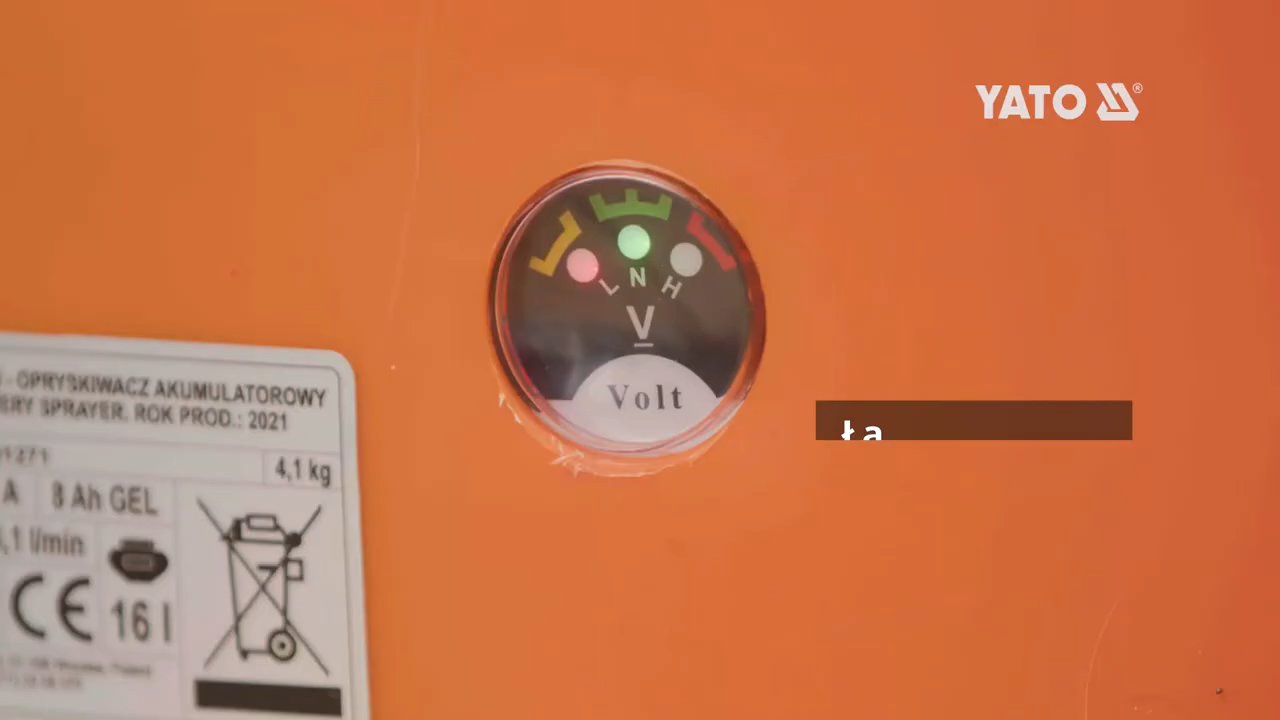 YATO ®
L N H
V
Volt
Ła
- OPRYSKIWACZ AKUMULATOROWY
ERY SPRAYER. ROK PROD.: 2021
4,1 kg
A
8 Ah GEL
,1 l/min
CE
16 l